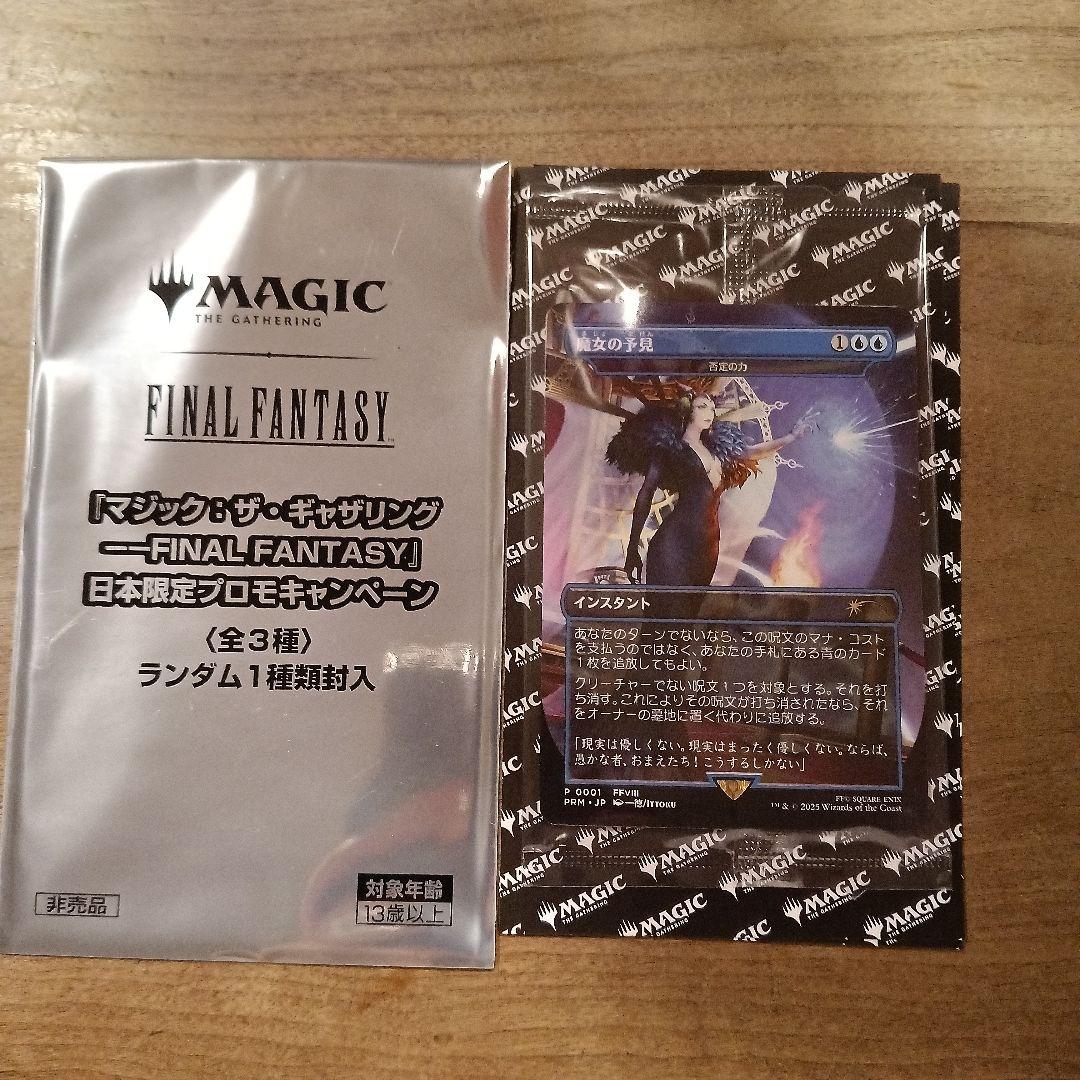 MAGIC
THE GATHERING
FINAL FANTASY
『マジック:ザ・ギャザリング
――FINAL FANTASY』
日本限定プロモキャンペーン
〈全3種〉
ランダム1種類封入
非売品
対象年齢
13歳以上
魔女の予見
1
否定の力
インスタント
あなたのターンでないなら、この呪文のマナ・コスト
を支払うのではなく、あなたの手札にある青のカード
1枚を追放してもよい。
クリーチャーでない呪文1つを対象とする。それを打
ち消す。これによりその呪文が打ち消されたなら、それ
をオーナーの墓地に置く代わりに追放する。
「現実は優しくない。現実はまったく優しくない。ならば、
愚かな者、おまえたち!こうするしかない」
P 0001 FFVIII
PRM・JP 一徳/ITTOKU
FF© SQUARE ENIX
™ & © 2025 Wizards of the Coast
MAGIC
THE GATHERING